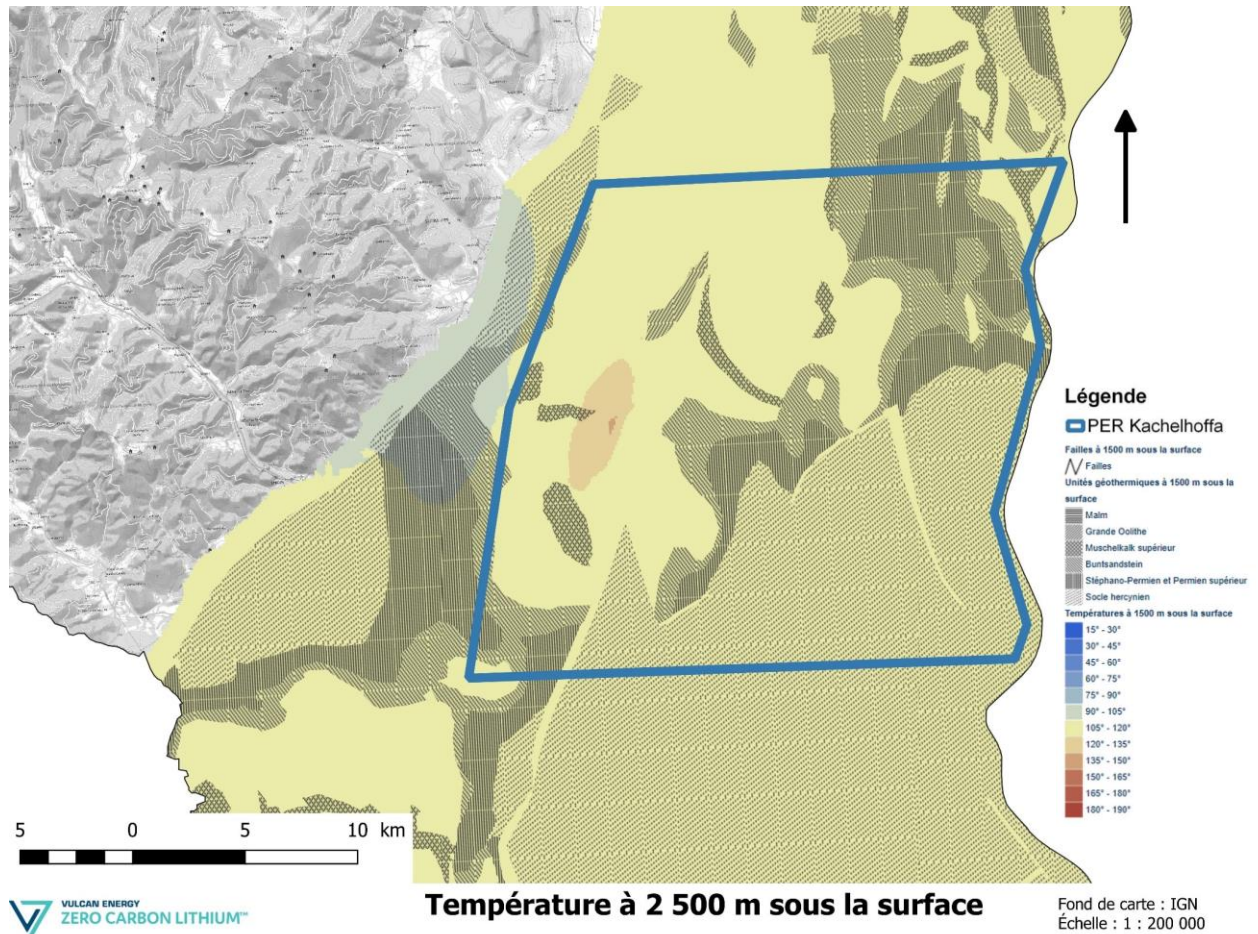 Légende
PER Kachelhoffa
Failles à 1500 m sous la surface
Failles
Unités géothermiques à 1500 m sous la
surface
Malm
Grande Oolithe
Muschelkalk supérieur
Buntsandstein
Stéphano-Permien et Permien supérieur
Socle hercynien
Températures à 1500 m sous la surface
15° - 30°
30° - 45°
45° - 60°
60° - 75°
75° - 90°
90° - 105°
105° - 120°
120° - 135°
135° - 150°
150° - 165°
165° - 180°
180° - 190°
5 0 5 10 km
VULCAN ENERGY
ZERO CARBON LITHIUM™
Température à 2 500 m sous la surface
Fond de carte : IGN
Échelle : 1 : 200 000